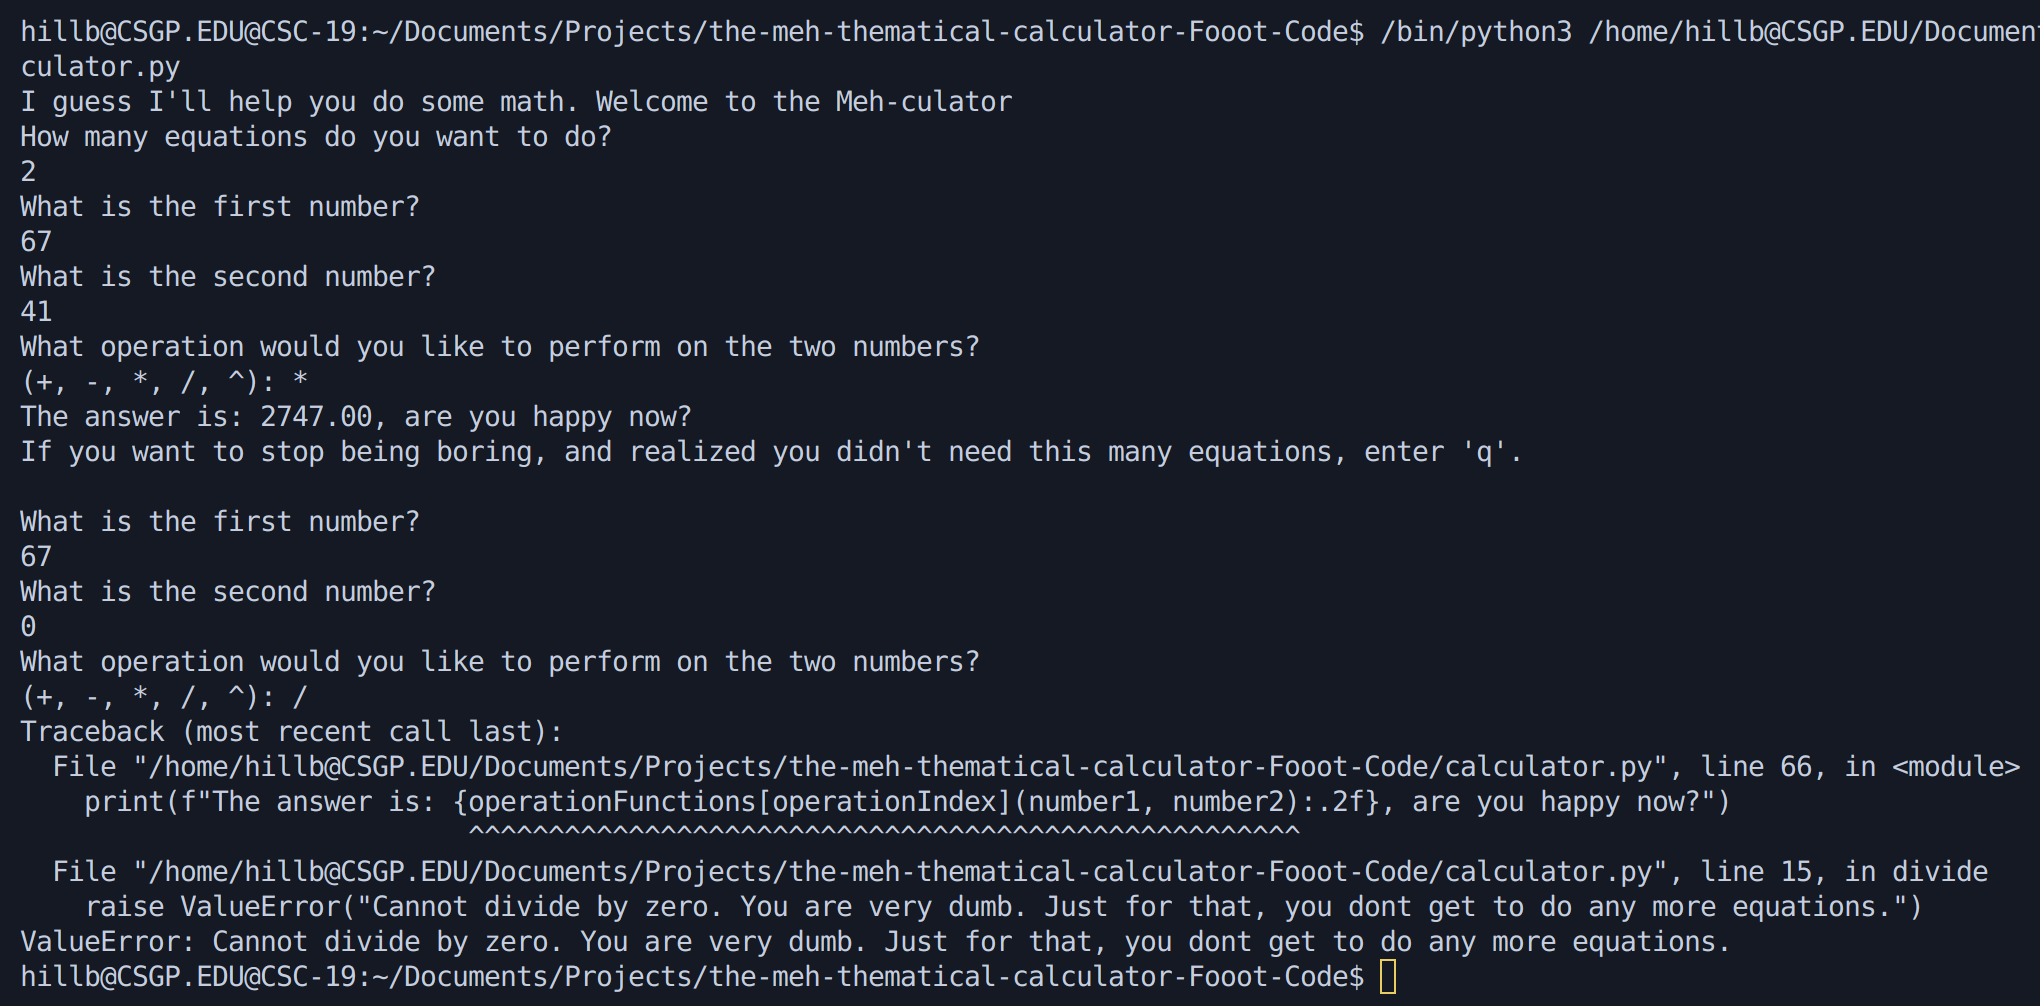 hillb@CSGP.EDU@CSC-19:~/Documents/Projects/the-meh-thematical-calculator-Fooot-Code$ /bin/python3 /home/hillb@CSGP.EDU/Documen
culator.py
I guess I'll help you do some math. Welcome to the Meh-culator
How many equations do you want to do?
2
What is the first number?
67
What is the second number?
41
What operation would you like to perform on the two numbers?
(+, -, *, /, ^): *
The answer is: 2747.00, are you happy now?
If you want to stop being boring, and realized you didn't need this many equations, enter 'q'.

What is the first number?
67
What is the second number?
0
What operation would you like to perform on the two numbers?
(+, -, *, /, ^): /
Traceback (most recent call last):
  File "/home/hillb@CSGP.EDU/Documents/Projects/the-meh-thematical-calculator-Fooot-Code/calculator.py", line 66, in <module>
    print(f"The answer is: {operationFunctions[operationIndex](number1, number2):.2f}, are you happy now?")
                            ^^^^^^^^^^^^^^^^^^^^^^^^^^^^^^^^^^^^^^^^^^^^^^^^^^^^
  File "/home/hillb@CSGP.EDU/Documents/Projects/the-meh-thematical-calculator-Fooot-Code/calculator.py", line 15, in divide
    raise ValueError("Cannot divide by zero. You are very dumb. Just for that, you dont get to do any more equations.")
ValueError: Cannot divide by zero. You are very dumb. Just for that, you dont get to do any more equations.
hillb@CSGP.EDU@CSC-19:~/Documents/Projects/the-meh-thematical-calculator-Fooot-Code$